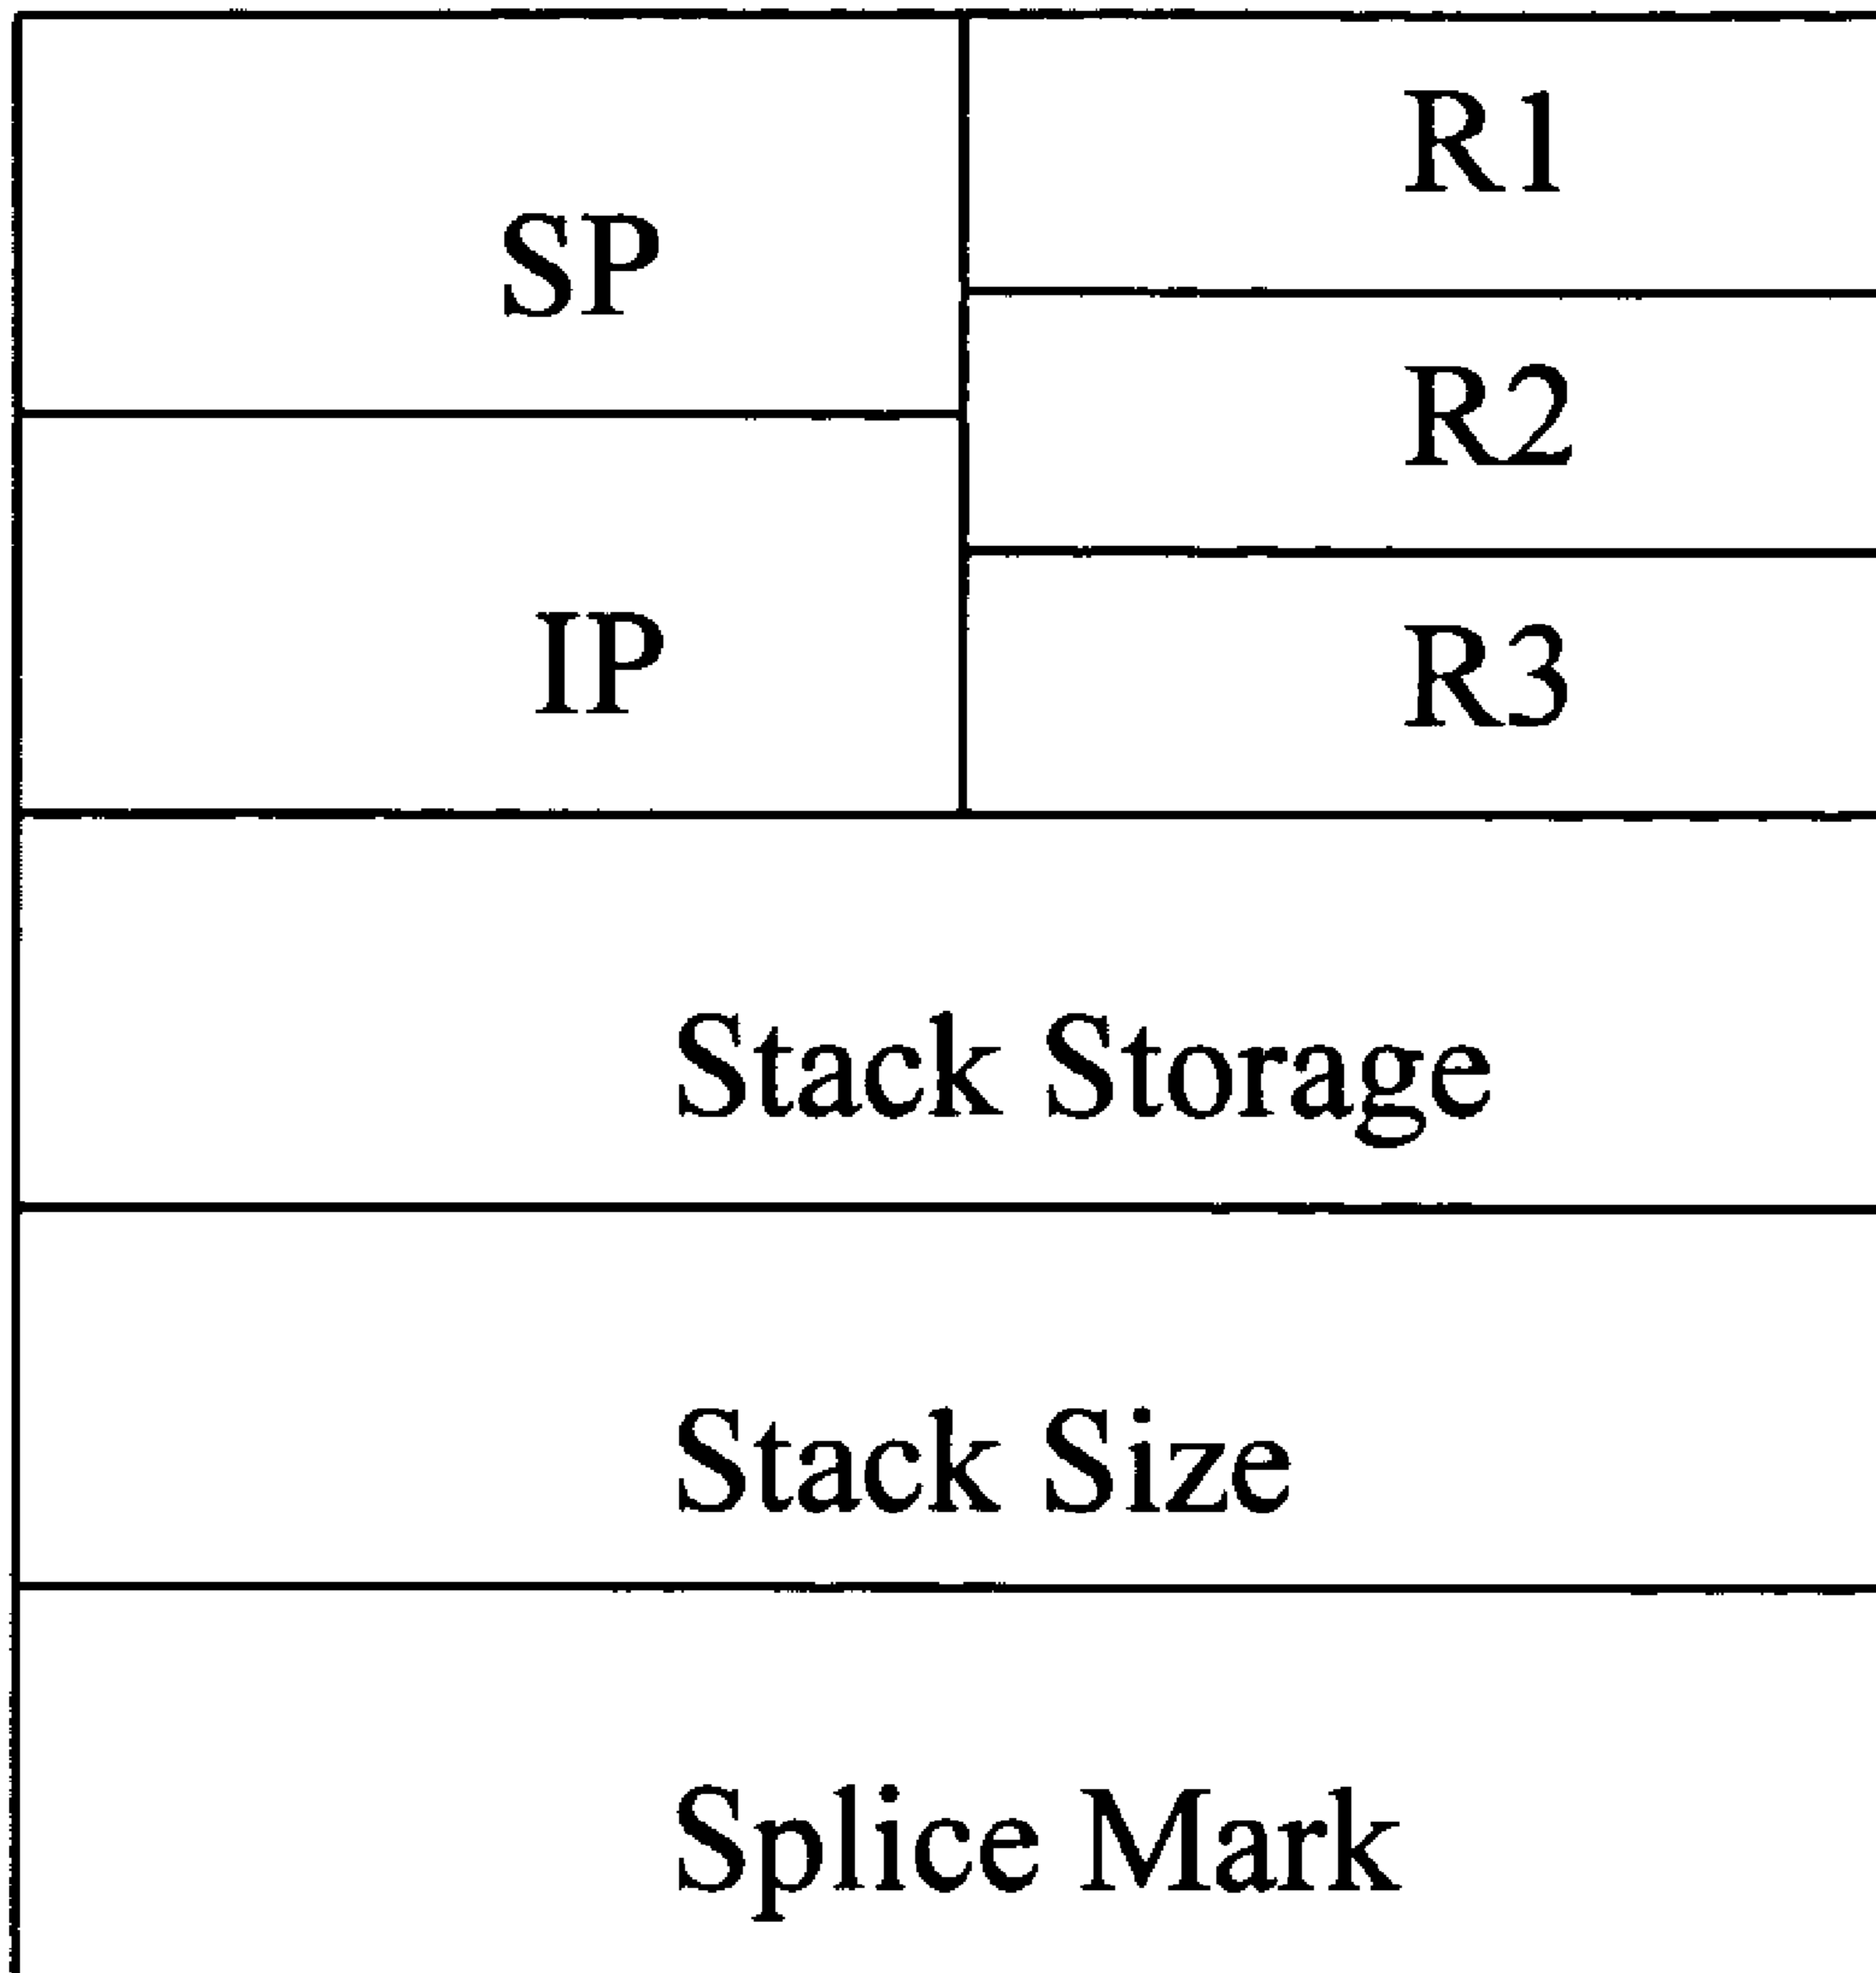 SP
IP
R1
R2
R3
Stack Storage
Stack Size
Splice Mark